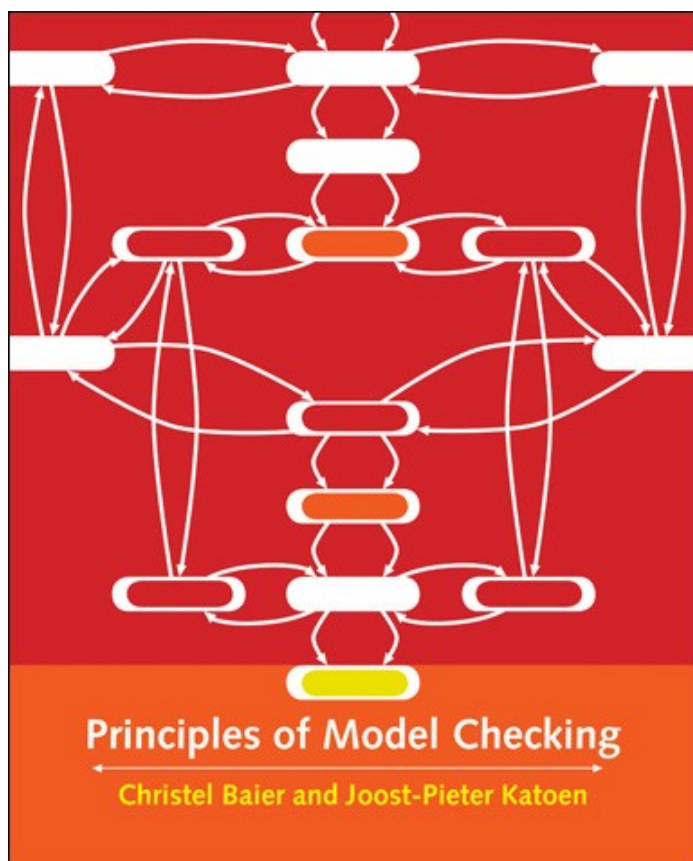 Principles of Model Checking
Christel Baier and Joost-Pieter Katoen